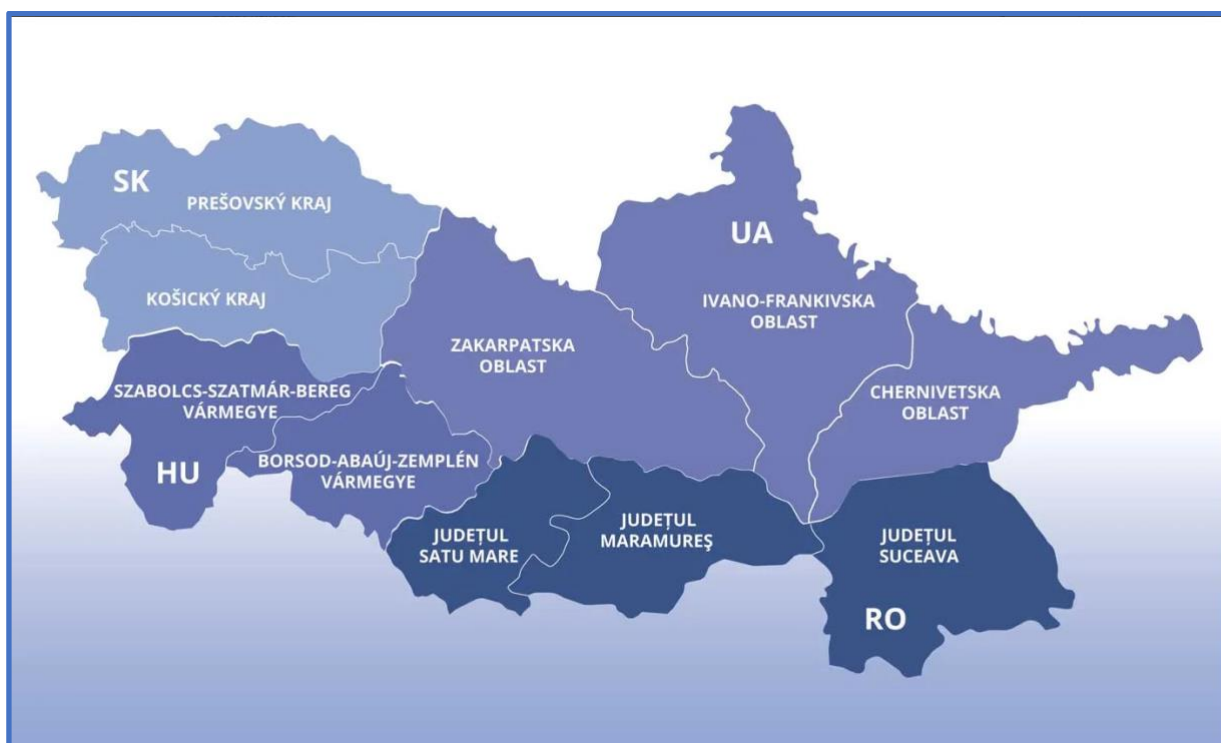 SK
PREŠOVSKÝ KRAJ
KOŠICKÝ KRAJ
UA
IVANO-FRANKIVSKA
OBLAST
ZAKARPATSKA
OBLAST
CHERNIVETSKA
OBLAST
SZABOLCS-SZATMÁR-BEREG
VÁRMEGYE
HU
BORSOD-ABAÚJ-ZEMPLÉN
VÁRMEGYE
JUDEȚUL
SATU MARE
JUDEȚUL
MARAMUREŞ
JUDEȚUL
SUCEAVA
RO